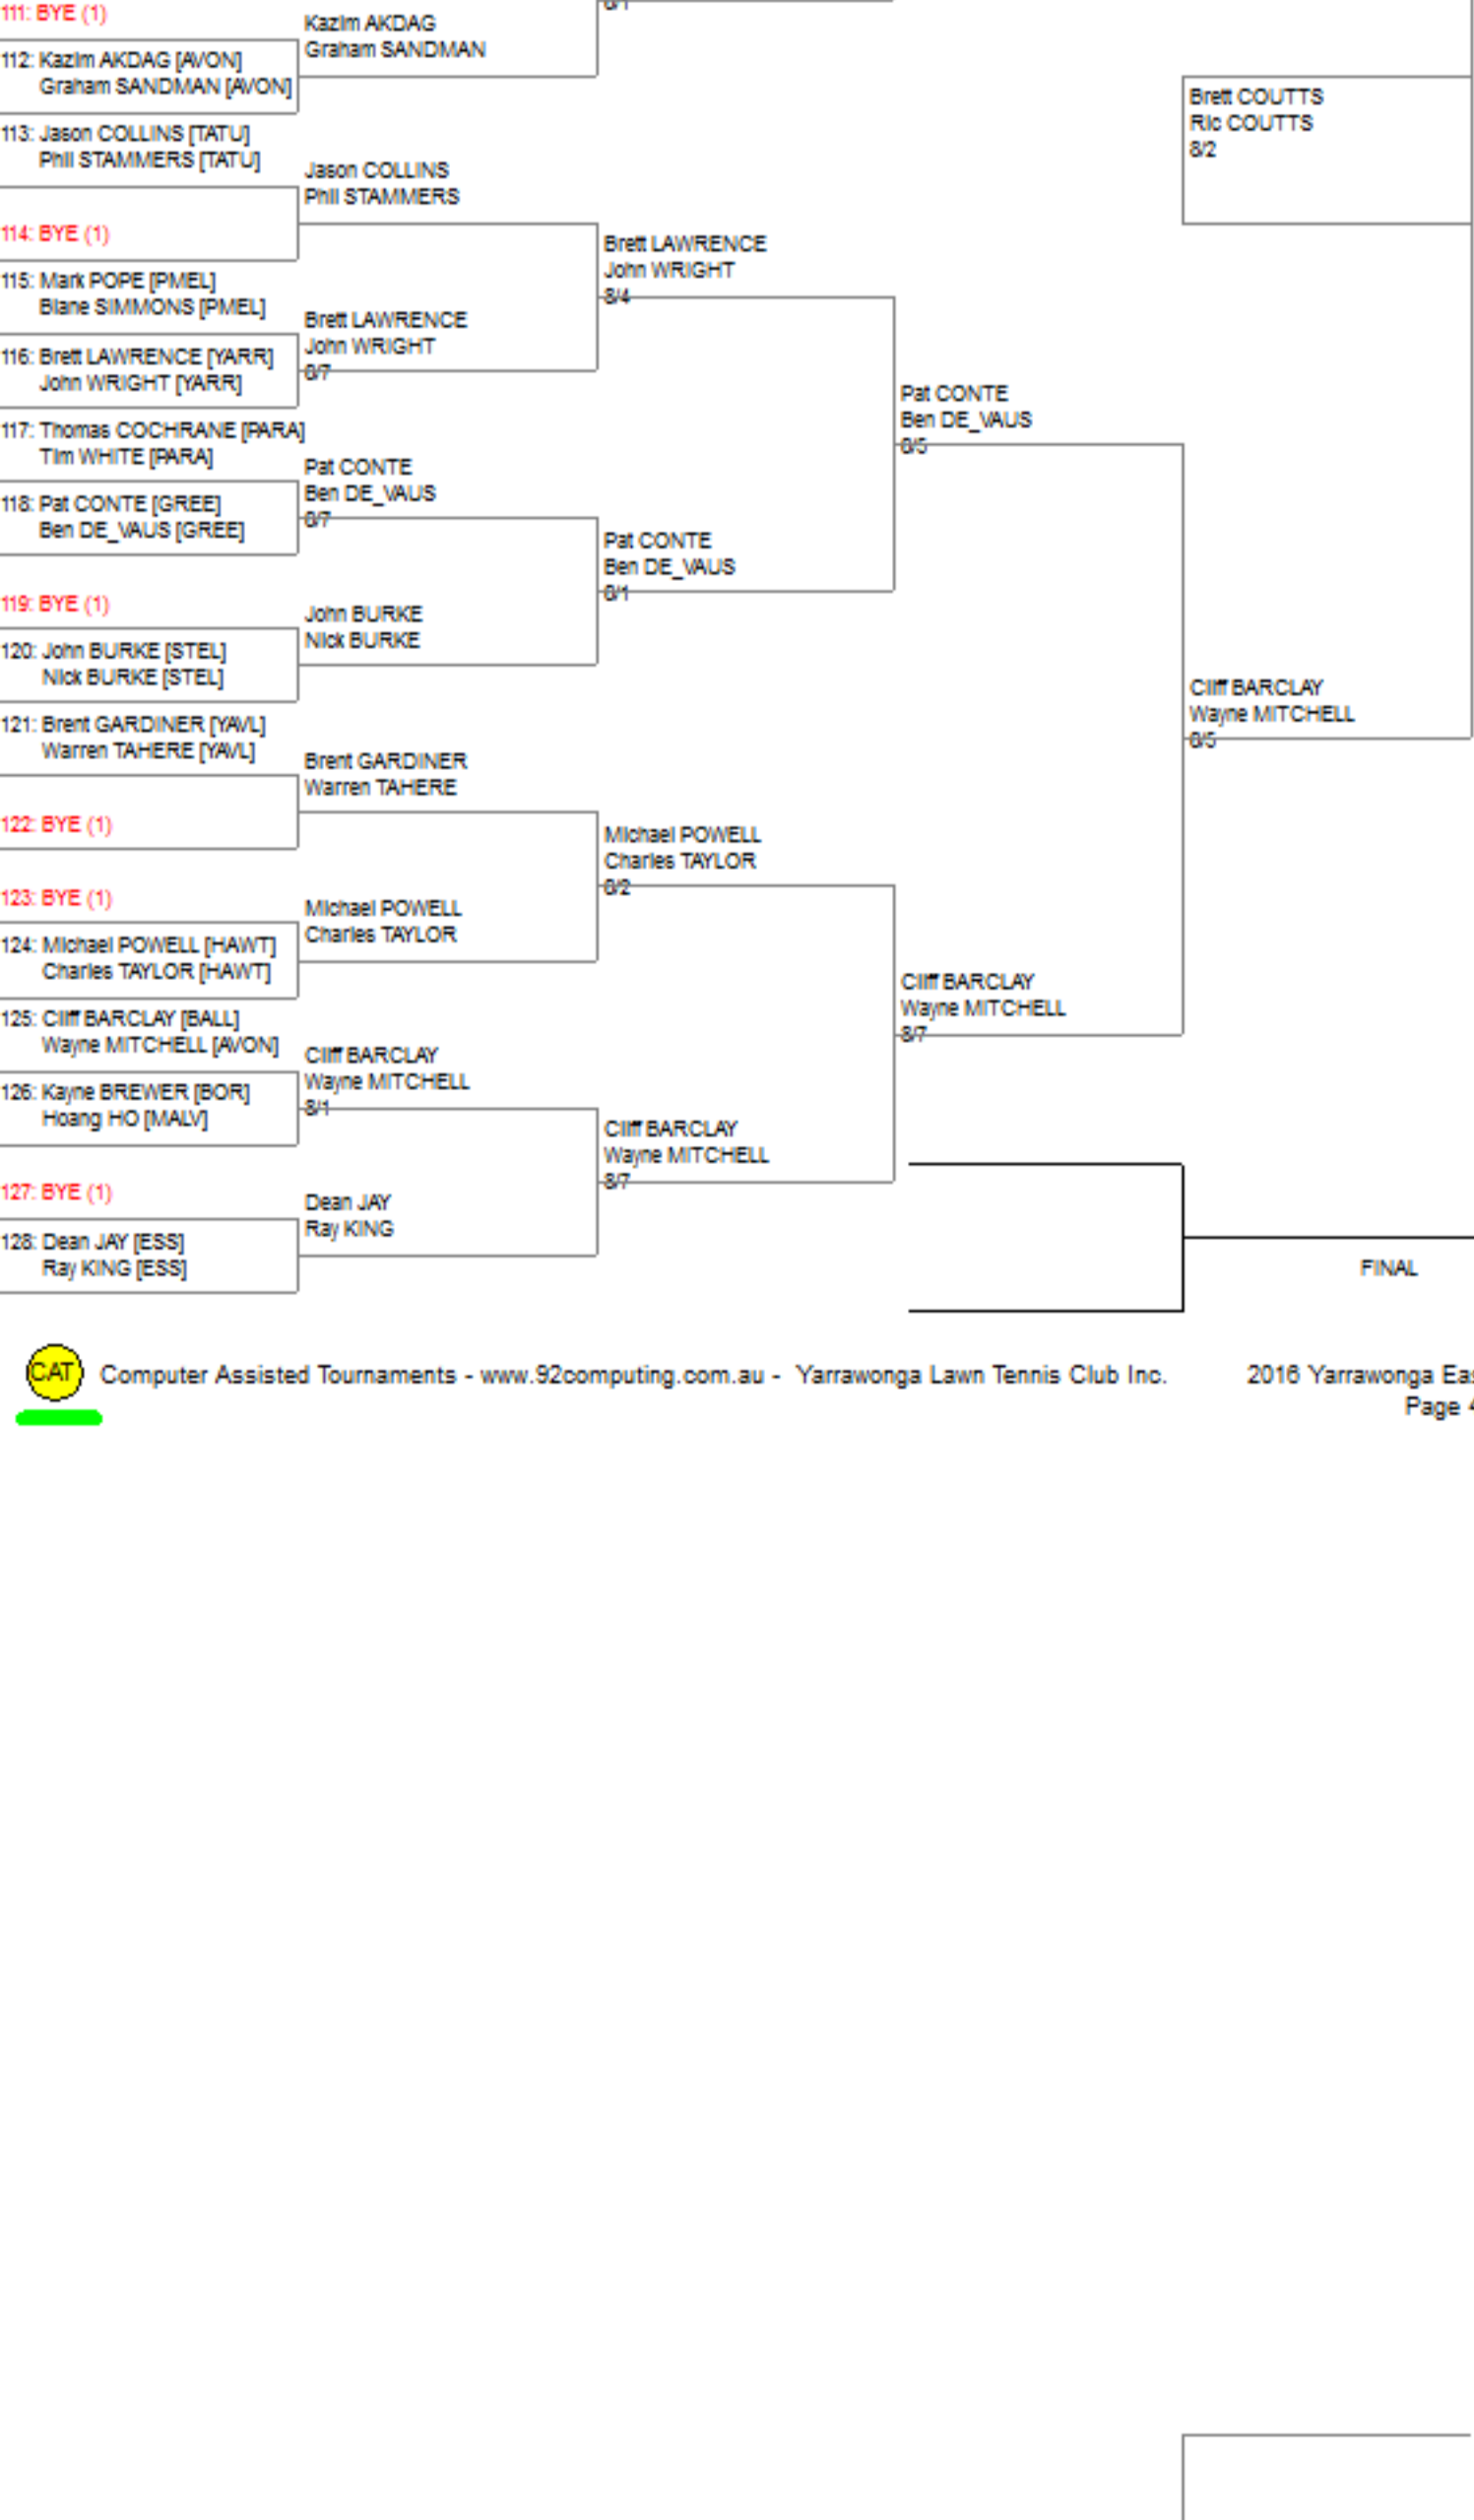 111: BYE (1)
112: Kazim AKDAG [AVON]
Graham SANDMAN [AVON]
113: Jason COLLINS [TATU]
Phil STAMMERS [TATU]
114: BYE (1)
115: Mark POPE [PMEL]
Blane SIMMONS [PMEL]
116: Brett LAWRENCE [YARR]
John WRIGHT [YARR]
117: Thomas COCHRANE [PARA]
Tim WHITE [PARA]
118: Pat CONTE [GREE]
Ben DE_VAUS [GREE]
119: BYE (1)
120: John BURKE [STEL]
Nick BURKE [STEL]
121: Brent GARDINER [YAVL]
Warren TAHERE [YAVL]
122: BYE (1)
123: BYE (1)
124: Michael POWELL [HAWT]
Charles TAYLOR [HAWT]
125: Cliff BARCLAY [BALL]
Wayne MITCHELL [AVON]
126: Kayne BREWER [BOR]
Hoang HO [MALV]
127: BYE (1)
128: Dean JAY [ESS]
Ray KING [ESS]
Kazim AKDAG
Graham SANDMAN
Jason COLLINS
Phil STAMMERS
Brett LAWRENCE
John WRIGHT
8/7
Pat CONTE
Ben DE_VAUS
8/7
John BURKE
Nick BURKE
Brent GARDINER
Warren TAHERE
Michael POWELL
Charles TAYLOR
Cliff BARCLAY
Wayne MITCHELL
8/1
Dean JAY
Ray KING
Brett LAWRENCE
John WRIGHT
8/4
Pat CONTE
Ben DE_VAUS
8/1
Michael POWELL
Charles TAYLOR
8/2
Cliff BARCLAY
Wayne MITCHELL
8/7
Pat CONTE
Ben DE_VAUS
8/5
Cliff BARCLAY
Wayne MITCHELL
8/7
Brett COUTTS
Ric COUTTS
8/2
Cliff BARCLAY
Wayne MITCHELL
8/5
FINAL
CAT Computer Assisted Tournaments - www.92computing.com.au - Yarrawonga Lawn Tennis Club Inc. 2016 Yarrawonga
Page